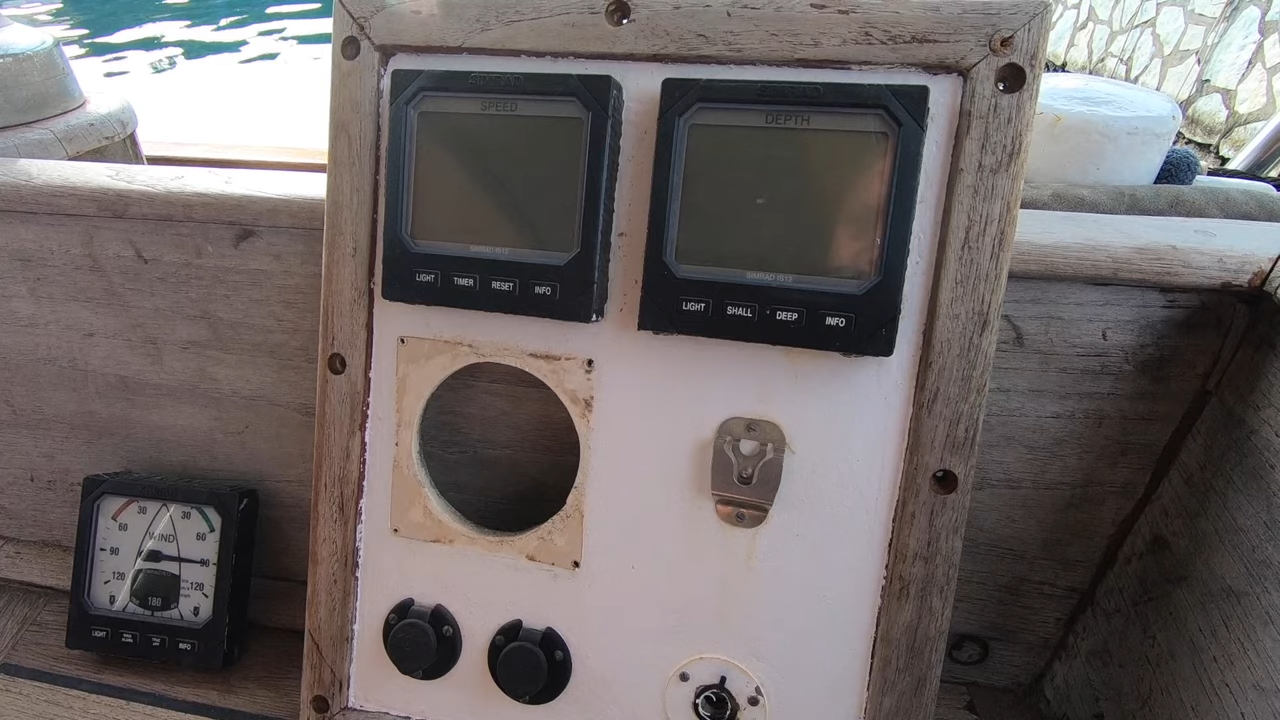 SIMRAD
SPEED
SIMRAD IS12
LIGHT TIMER RESET INFO
SIMRAD
DEPTH
SIMRAD IS12
LIGHT SHALL DEEP INFO
30 30
60 60
WIND
90 90
120 120
180
LIGHT INFO